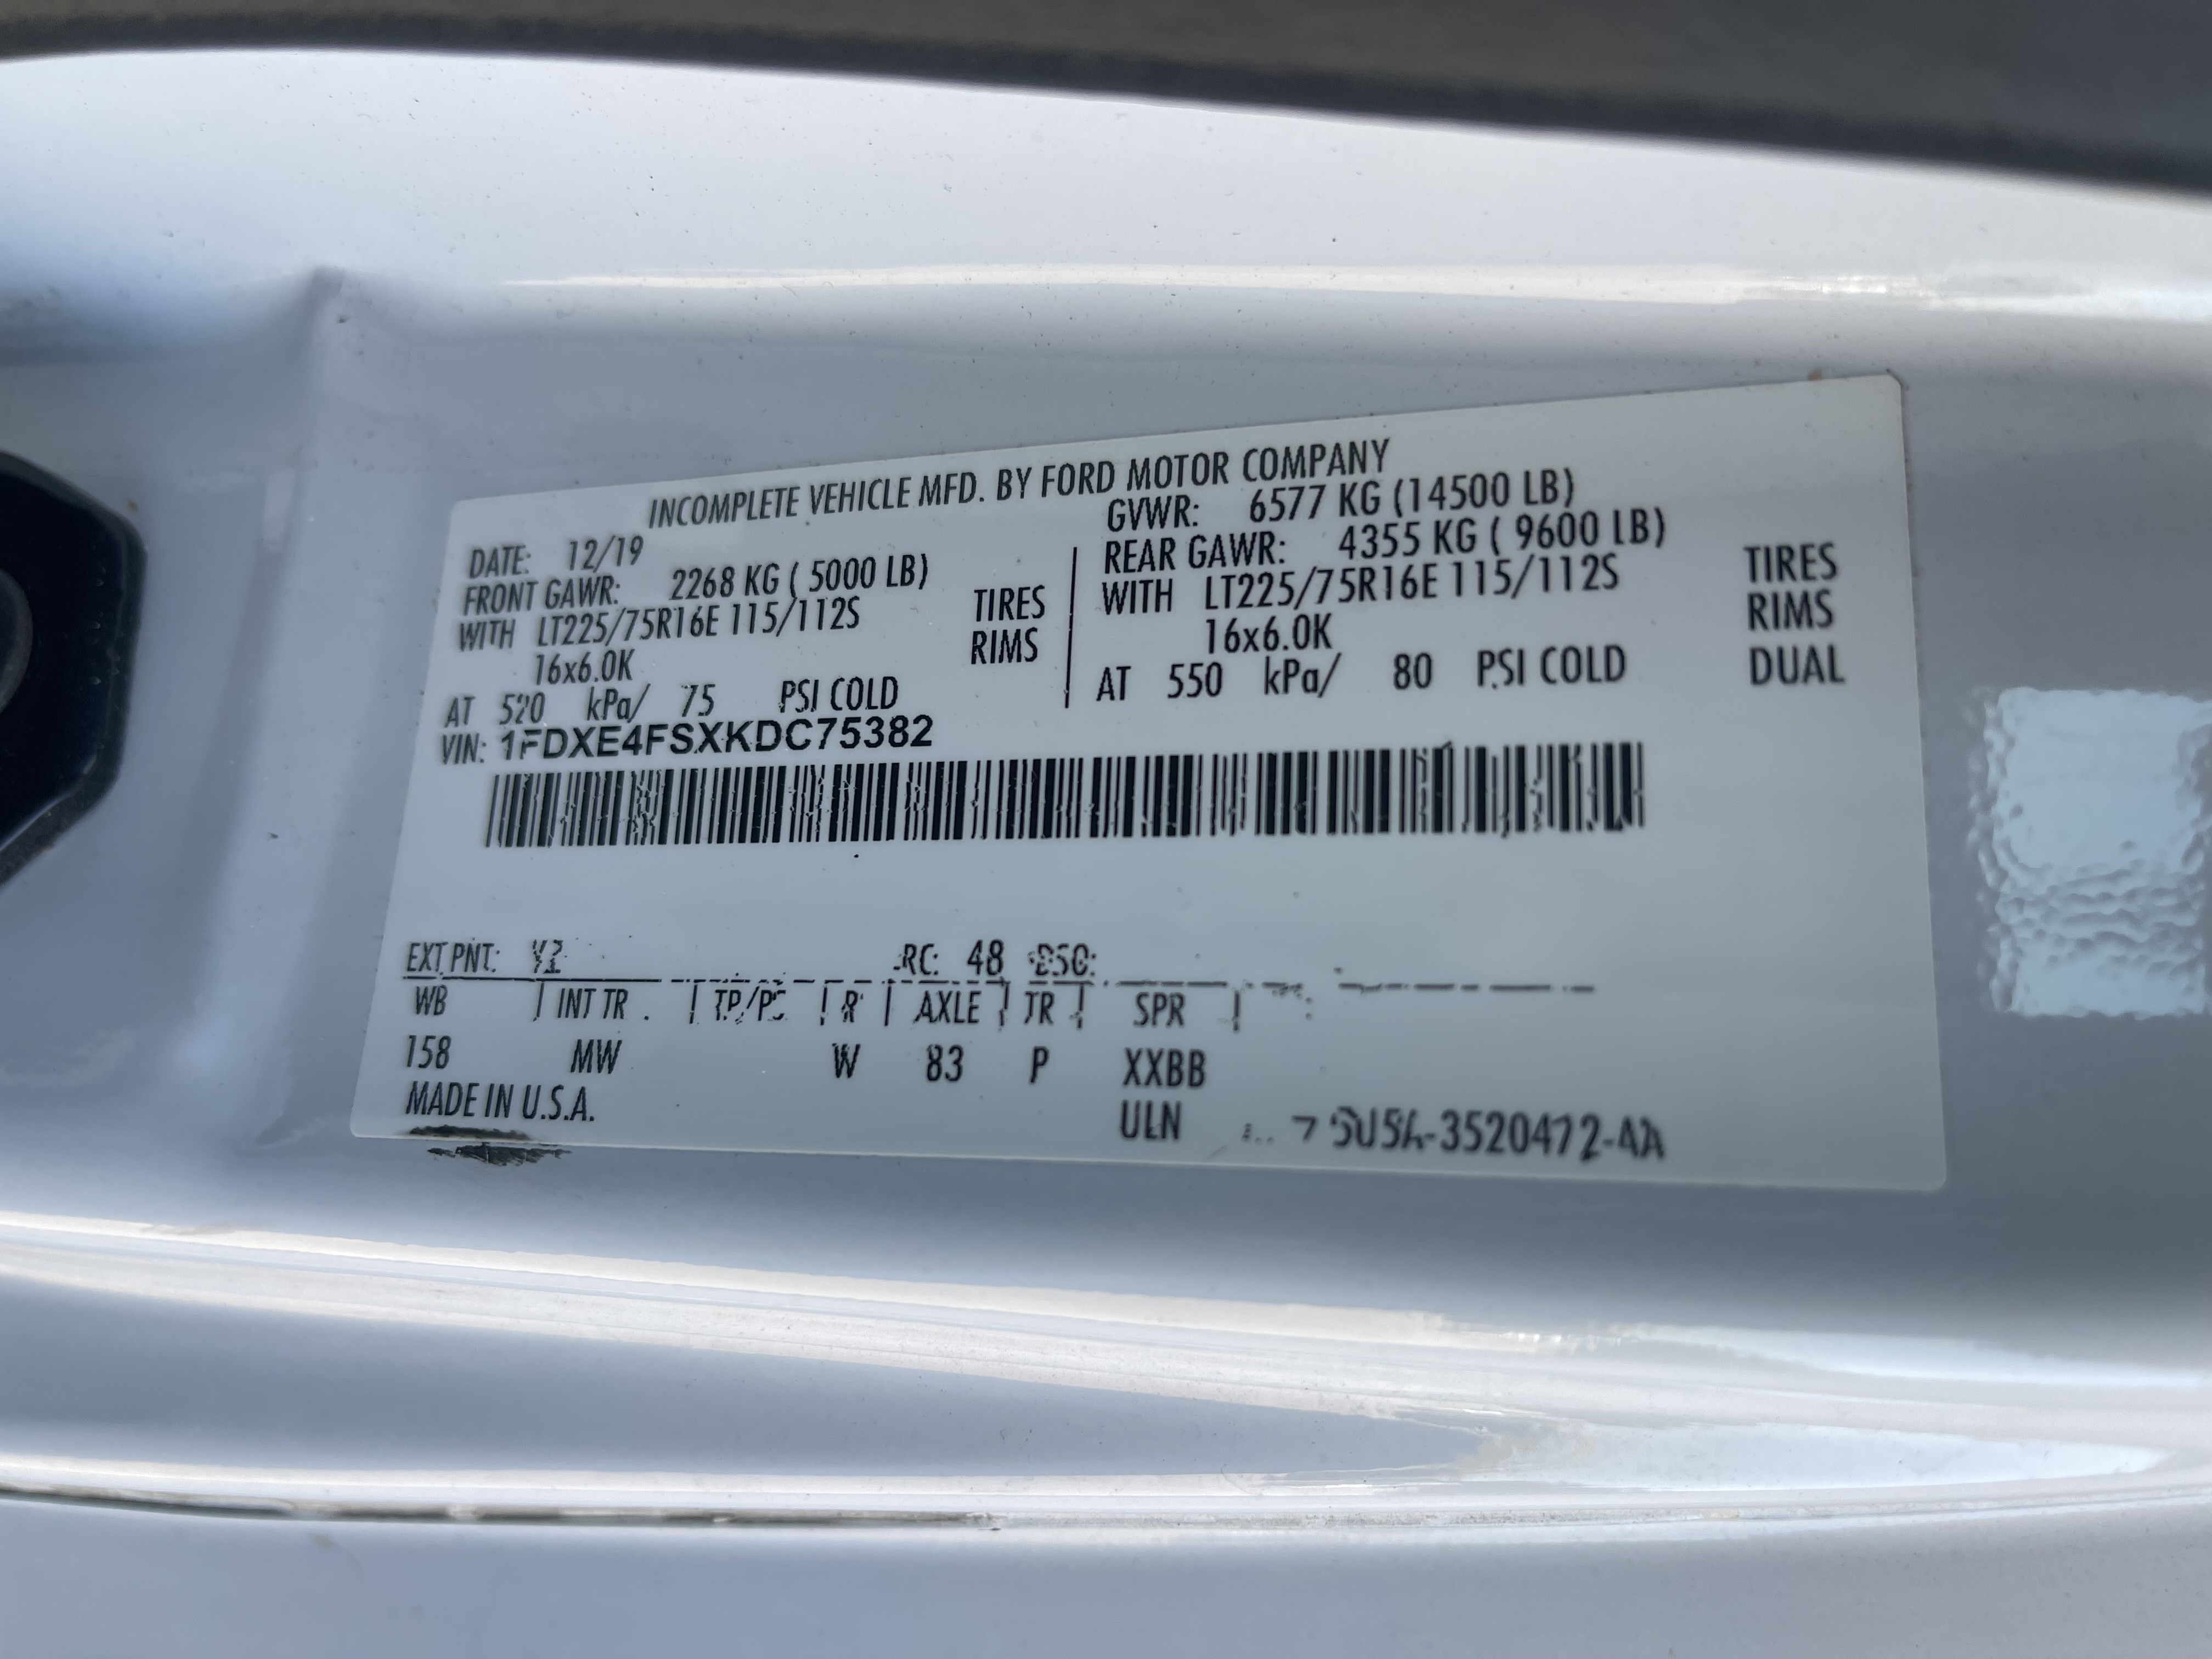 INCOMPLETE VEHICLE MFD. BY FORD MOTOR COMPANY
DATE: 12/19
GVWR: 6577 KG (14500 LB)
FRONT GAWR: 2268 KG ( 5000 LB)
REAR GAWR: 4355 KG ( 9600 LB)
WITH LT225/75R16E 115/112S TIRES
WITH LT225/75R16E 115/112S TIRES
16x6.0K RIMS
16x6.0K RIMS
AT 520 kPa/ 75 PSI COLD
AT 550 kPa/ 80 PSI COLD DUAL
VIN: 1FDXE4FSXKDC75382
EXT PNT: RC: 48 DSO:
WB INT TR TP/PS R AXLE TR SPR
158 MW W 83 P XXBB
MADE IN U.S.A.
ULN